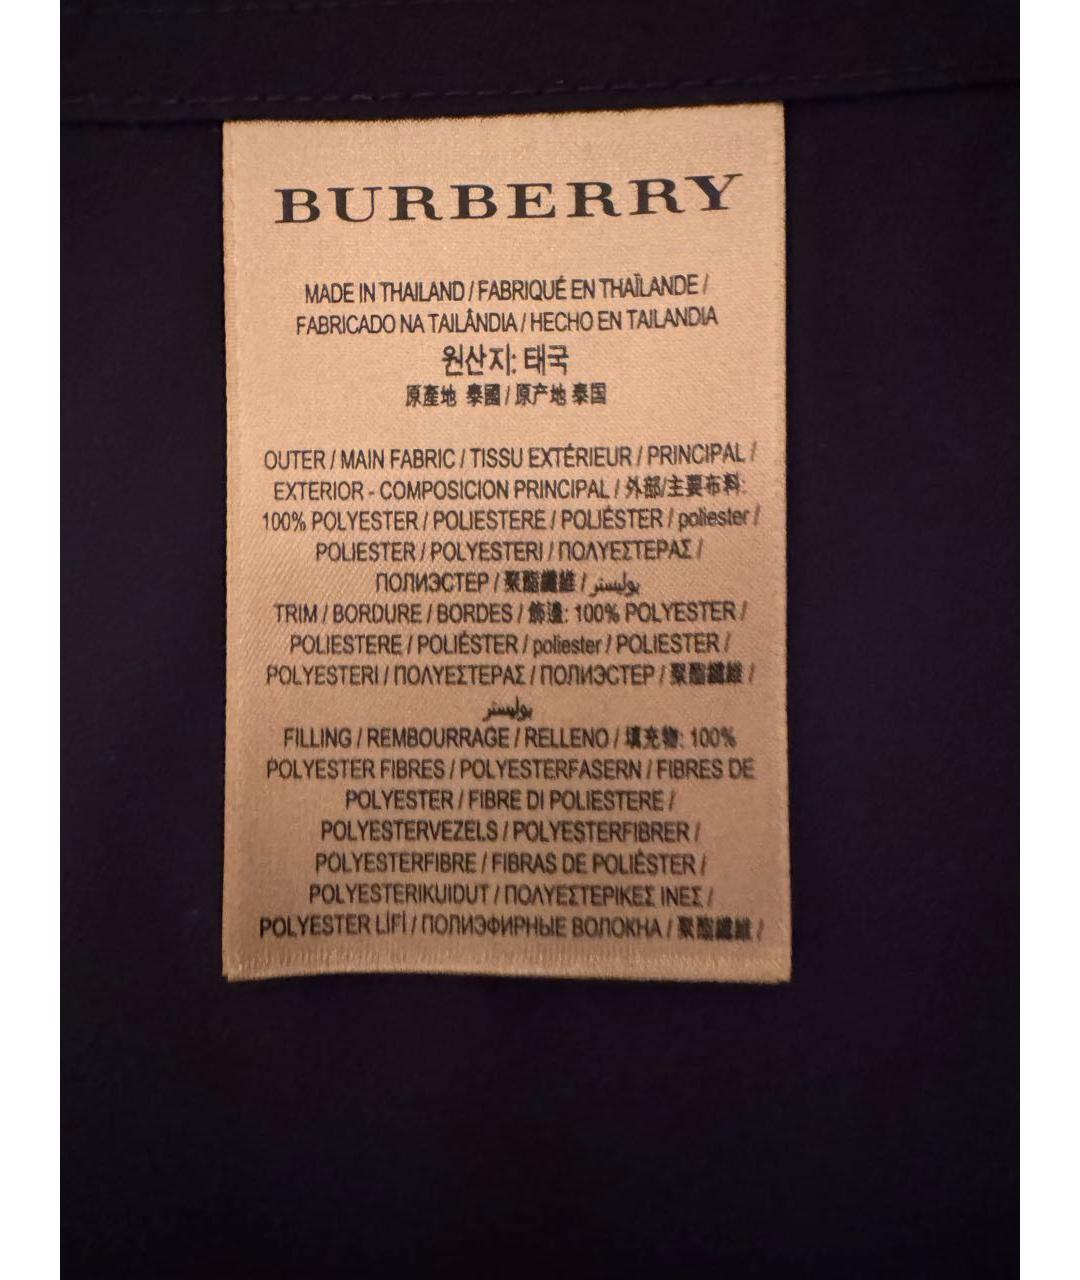 BURBERRY
MADE IN THAILAND / FABRIQUÉ EN THAÏLANDE /
FABRICADO NA TAILÂNDIA / HECHO EN TAILANDIA
원산지: 태국
原產地 泰國 / 原产地 泰国
OUTER / MAIN FABRIC / TISSU EXTÉRIEUR / PRINCIPAL /
EXTERIOR - COMPOSICION PRINCIPAL / 外部/主要布料:
100% POLYESTER / POLIESTERE / POLIÉSTER / poliester /
POLIESTER / POLYESTERI / ΠΟΛΥΕΣΤΕΡΑΣ /
ПОЛИЭСТЕР / 聚酯纖維 / بوليستر
TRIM / BORDURE / BORDES / 飾邊: 100% POLYESTER /
POLIESTERE / POLIÉSTER / poliester / POLIESTER /
POLYESTERI / ΠΟΛΥΕΣΤΕΡΑΣ / ПОЛИЭСТЕР / 聚酯纖維 /
بوليستر
FILLING / REMBOURRAGE / RELLENO / 填充物: 100%
POLYESTER FIBRES / POLYESTERFASERN / FIBRES DE
POLYESTER / FIBRE DI POLIESTERE /
POLYESTERVEZELS / POLYESTERFIBRER /
POLYESTERFIBRE / FIBRAS DE POLIÉSTER /
POLYESTERIKUIDUT / ΠΟΛΥΕΣΤΕΡΙΚΕΣ ΙΝΕΣ /
POLYESTER LİFİ / ПОЛИЭФИРНЫЕ ВОЛОКНА / 聚酯纖維 /